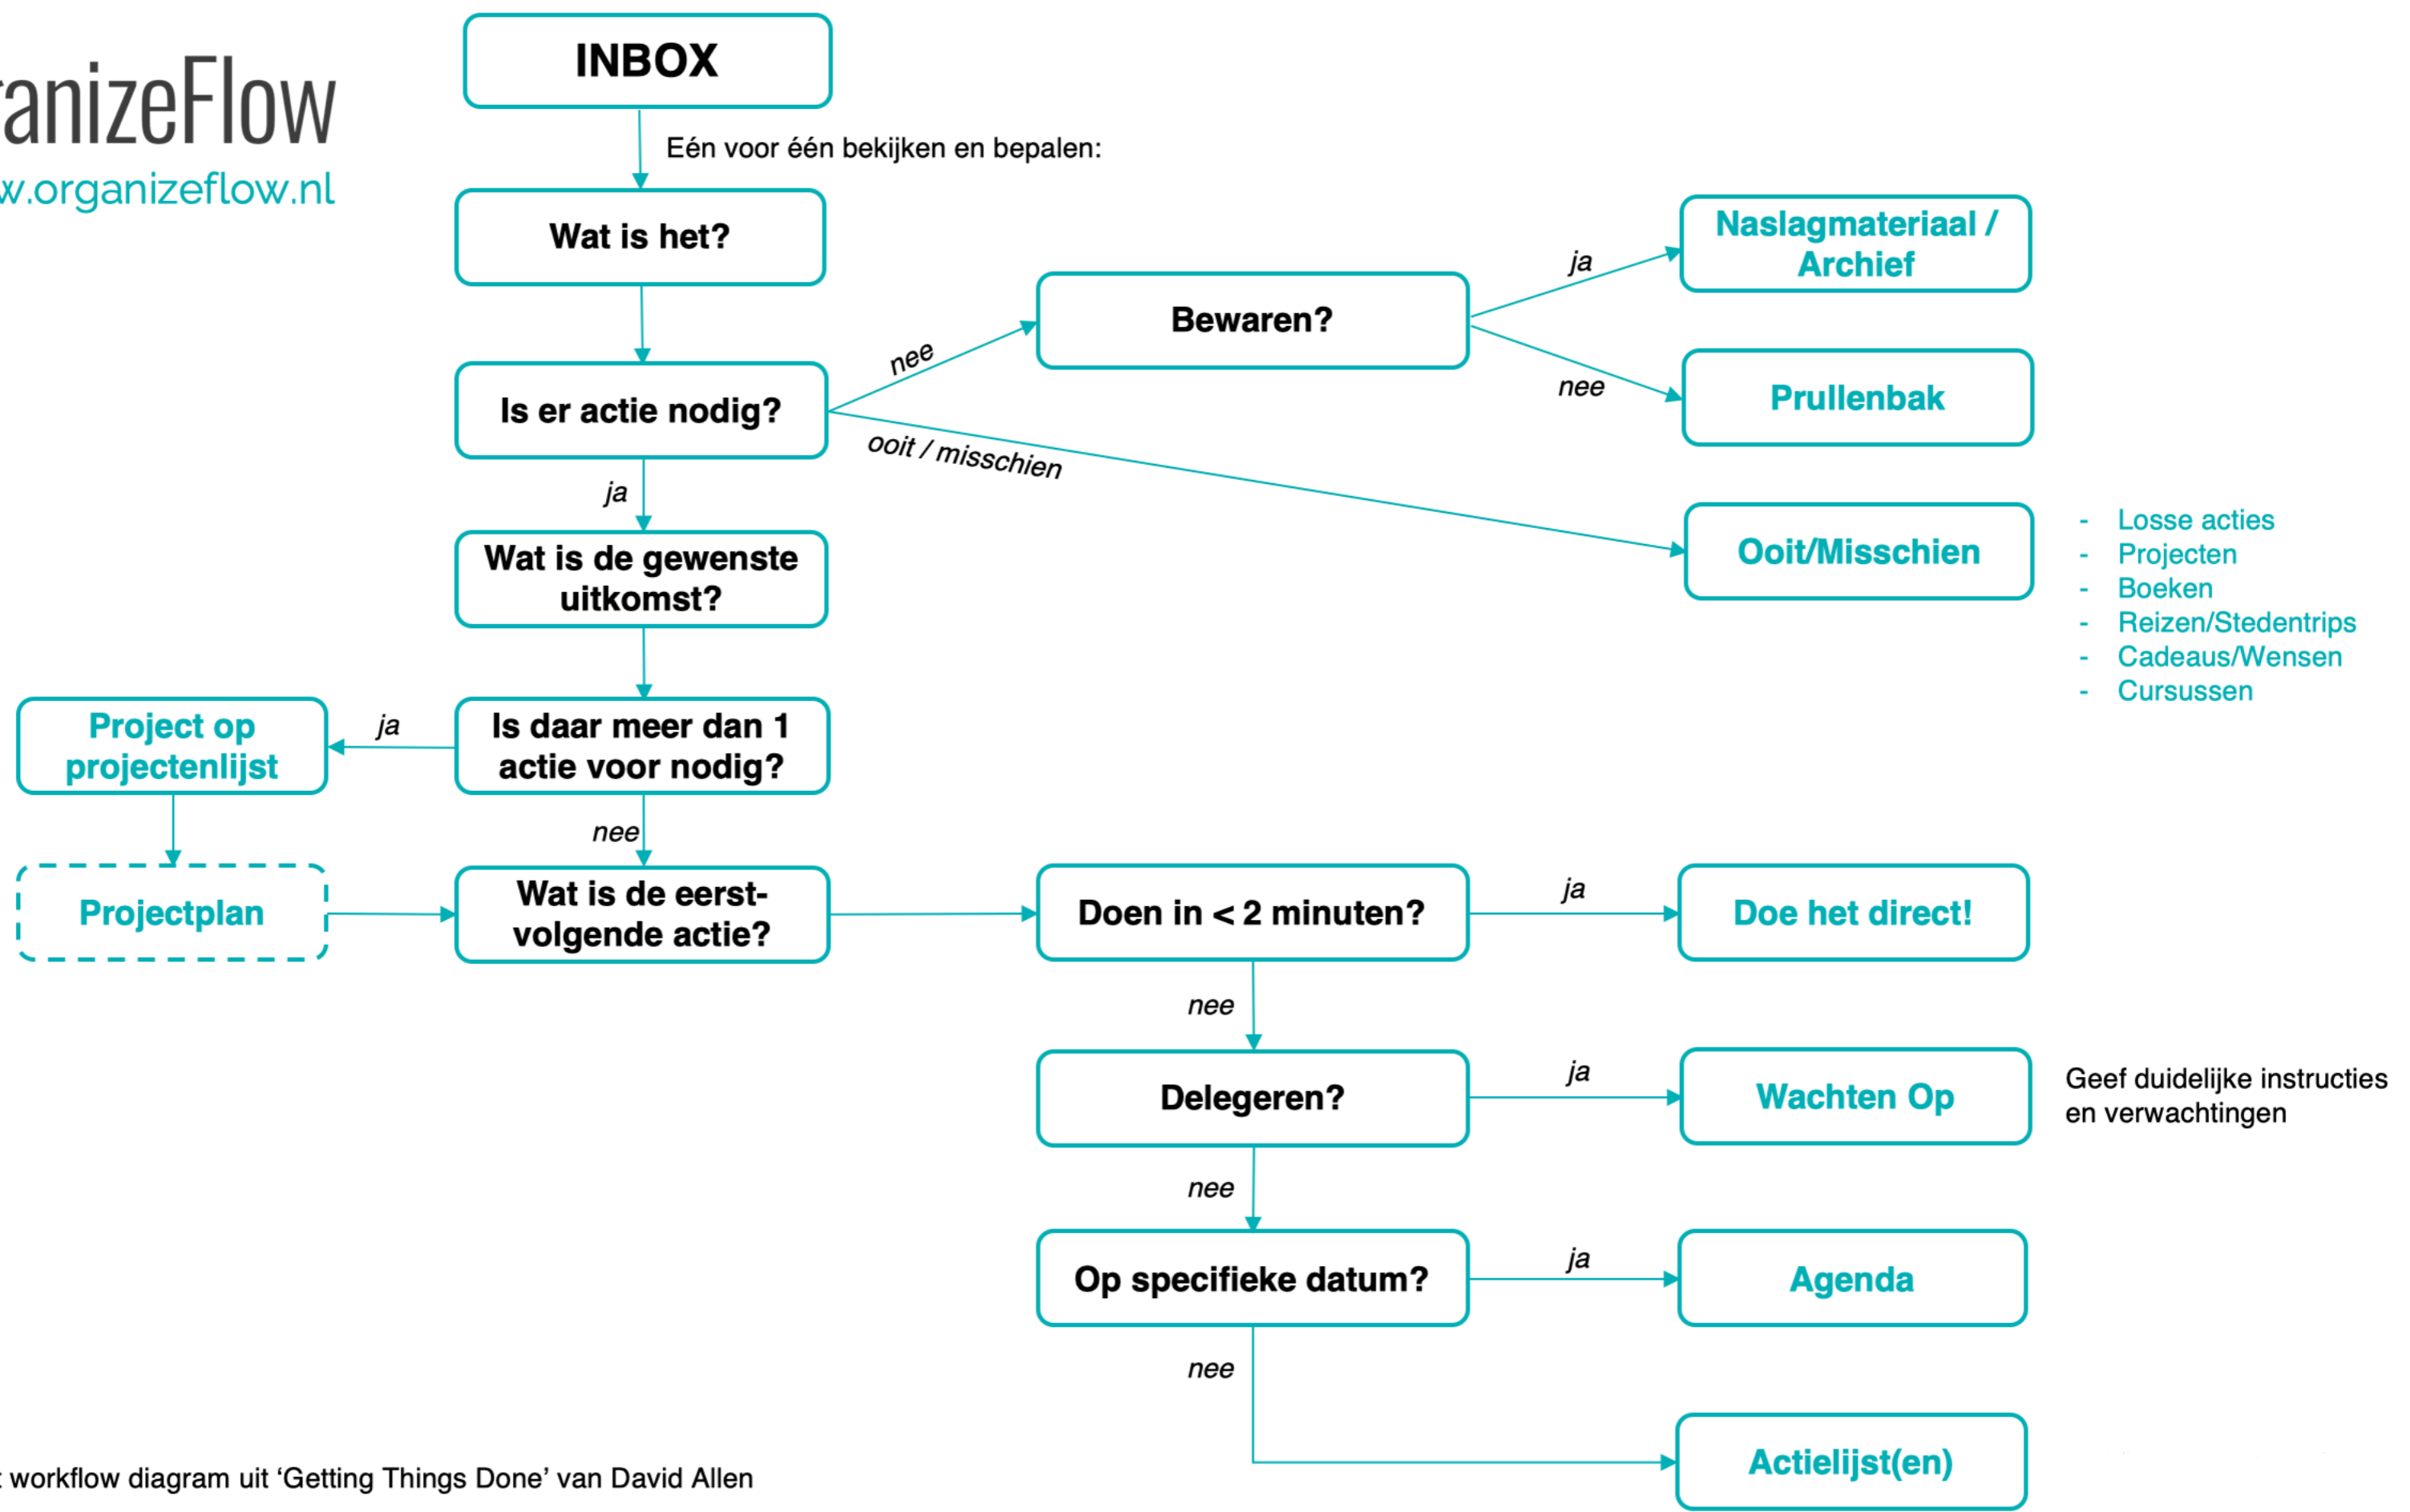 INBOX
anizeFlow
Eén voor één bekijken en bepalen:
w.organizeflow.nl
Wat is het?
Naslagmateriaal /
Archief
ja
Bewaren?
nee
nee
Prullenbak
Is er actie nodig?
ooit / misschien
ja
Wat is de gewenste
uitkomst?
Ooit/Misschien
- Losse acties
- Projecten
- Boeken
- Reizen/Stedentrips
- Cadeaus/Wensen
- Cursussen
Project op
projectenlijst
ja
Is daar meer dan 1
actie voor nodig?
nee
Projectplan
Wat is de eerst-
volgende actie?
Doen in < 2 minuten?
ja
Doe het direct!
nee
Delegeren?
ja
Wachten Op
Geef duidelijke instructies
en verwachtingen
nee
Op specifieke datum?
ja
Agenda
nee
Actielijst(en)
workflow diagram uit ‘Getting Things Done’ van David Allen